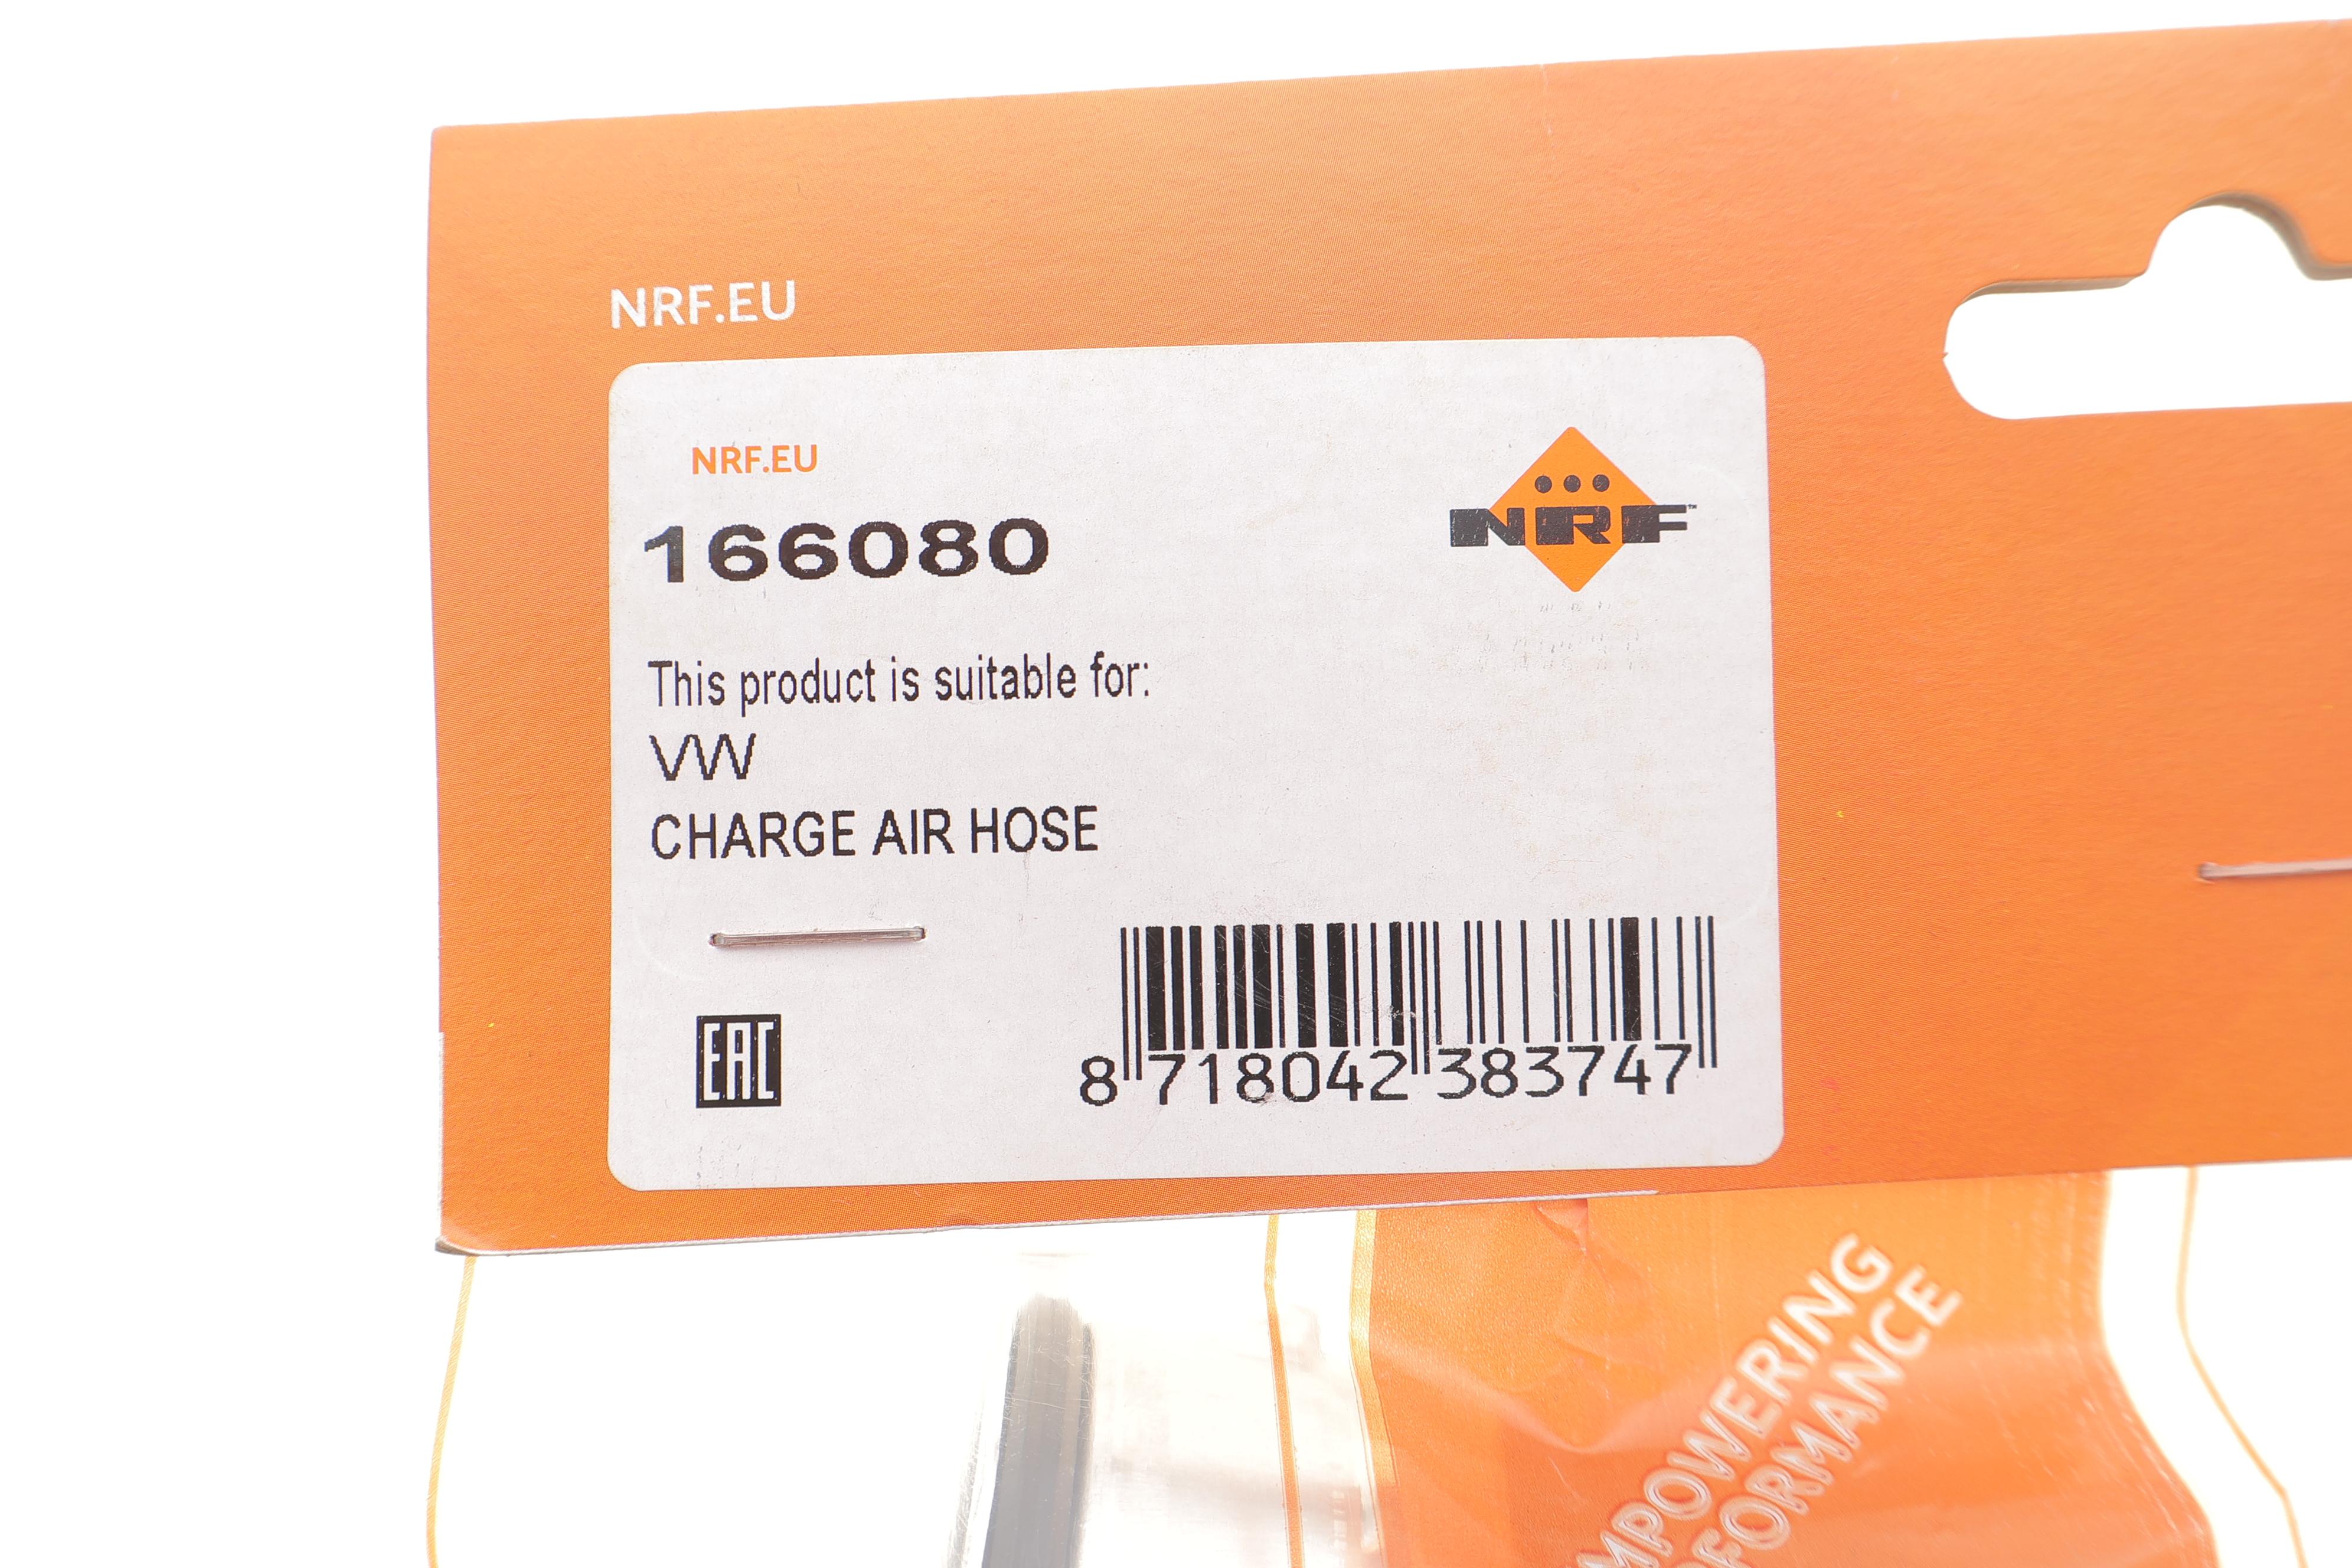 NRF.EU
NRF.EU
NRF™
166080
This product is suitable for:
VW
CHARGE AIR HOSE
EAC
8 718042 383747
EMPOWERING
PERFORMANCE